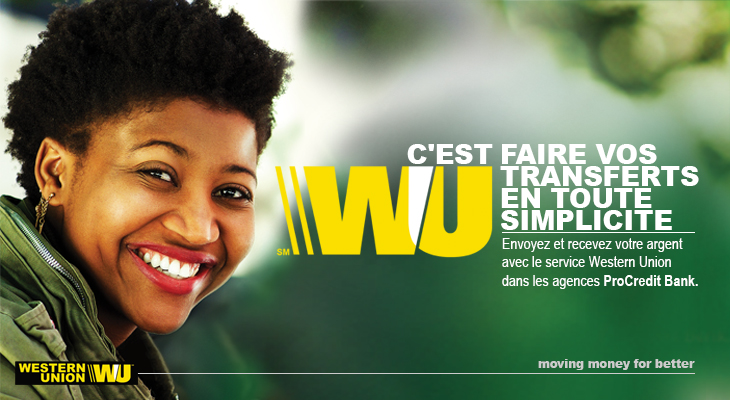 C'EST FAIRE VOS
TRANSFERTS
EN TOUTE
SIMPLICITE
WU
SM
Envoyez et recevez votre argent
avec le service Western Union
dans les agences ProCredit Bank.
moving money for better
WESTERN
UNION WU